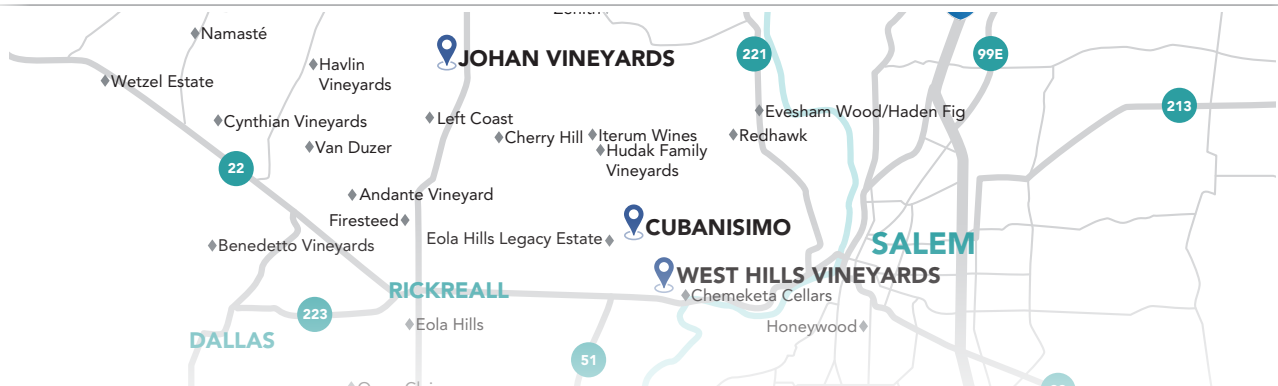 Namasté
JOHAN VINEYARDS
221
99E
Havlin
Vineyards
Wetzel Estate
213
Evesham Wood/Haden Fig
Left Coast
Cynthian Vineyards
Cherry Hill
Iterum Wines
Redhawk
Van Duzer
Hudak Family
Vineyards
22
Andante Vineyard
Firesteed
CUBANISIMO
Eola Hills Legacy Estate
Benedetto Vineyards
SALEM
WEST HILLS VINEYARDS
RICKREALL
Chemeketa Cellars
223
Eola Hills
Honeywood
DALLAS
51